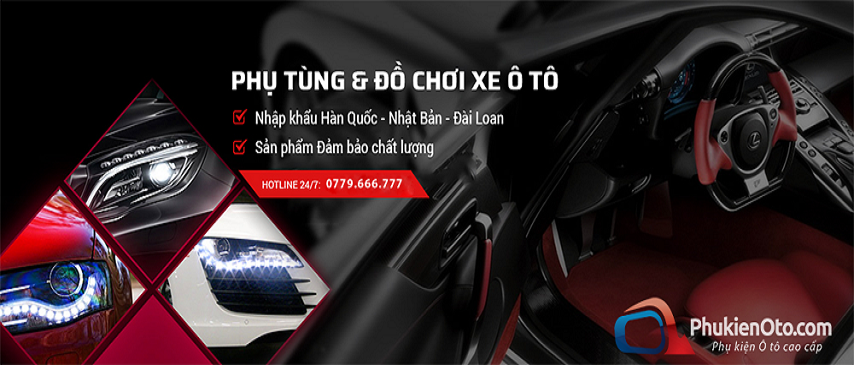 PHỤ TÙNG & ĐỒ CHƠI XE Ô TÔ
Nhập khẩu Hàn Quốc - Nhật Bản - Đài Loan
Sản phẩm Đảm bảo chất lượng
HOTLINE 24/7: 0779.666.777
PhukienOto.com
Phụ kiện Ô tô cao cấp